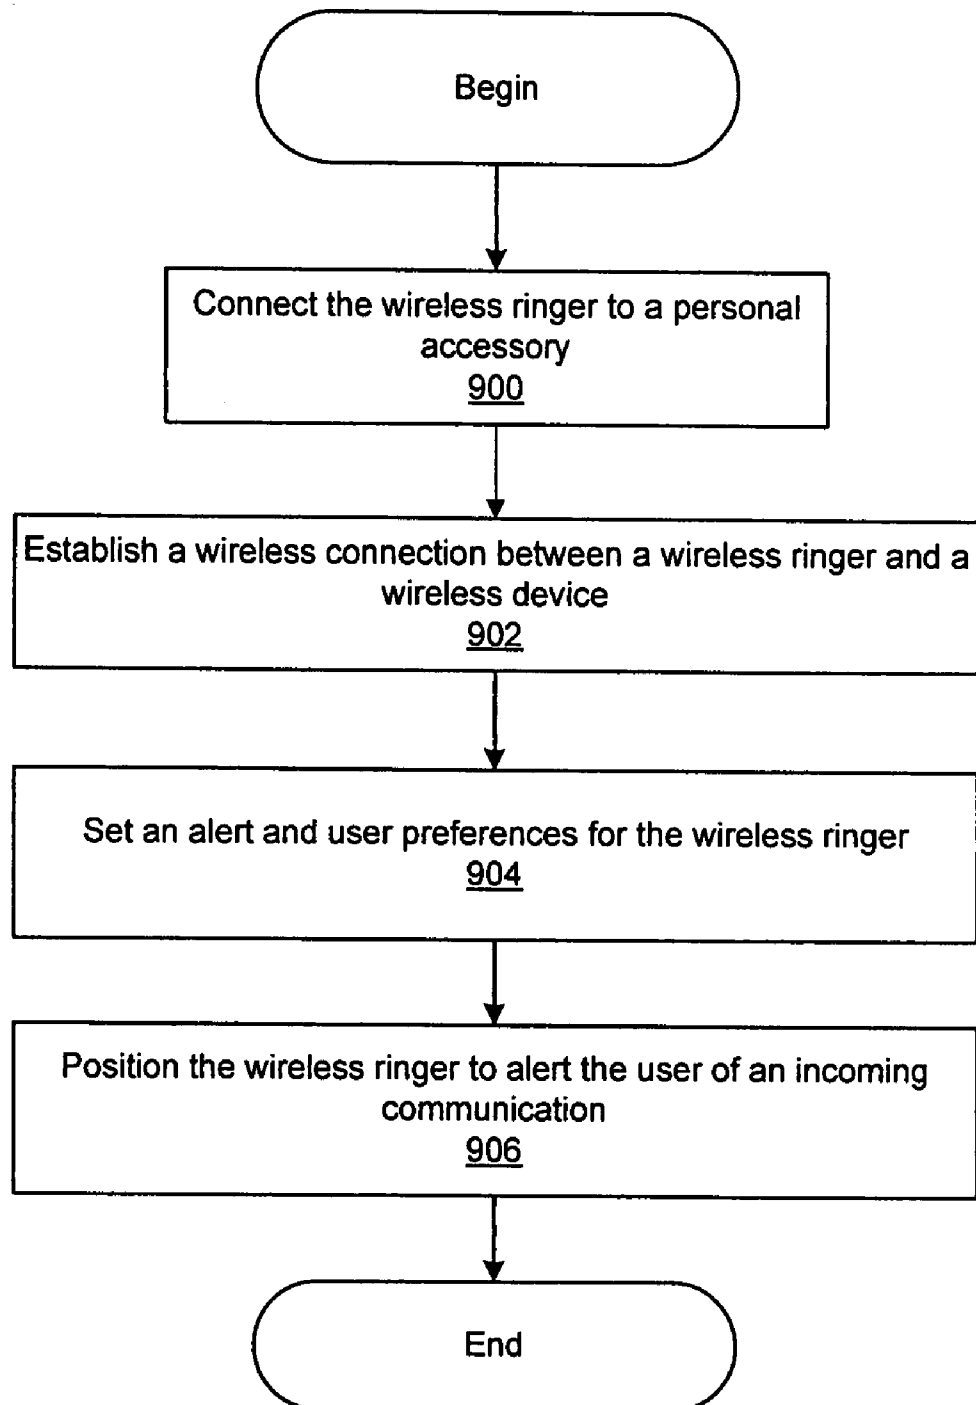 Begin
Connect the wireless ringer to a personal
accessory
900
Establish a wireless connection between a wireless ringer and a
wireless device
902
Set an alert and user preferences for the wireless ringer
904
Position the wireless ringer to alert the user of an incoming
communication
906
End